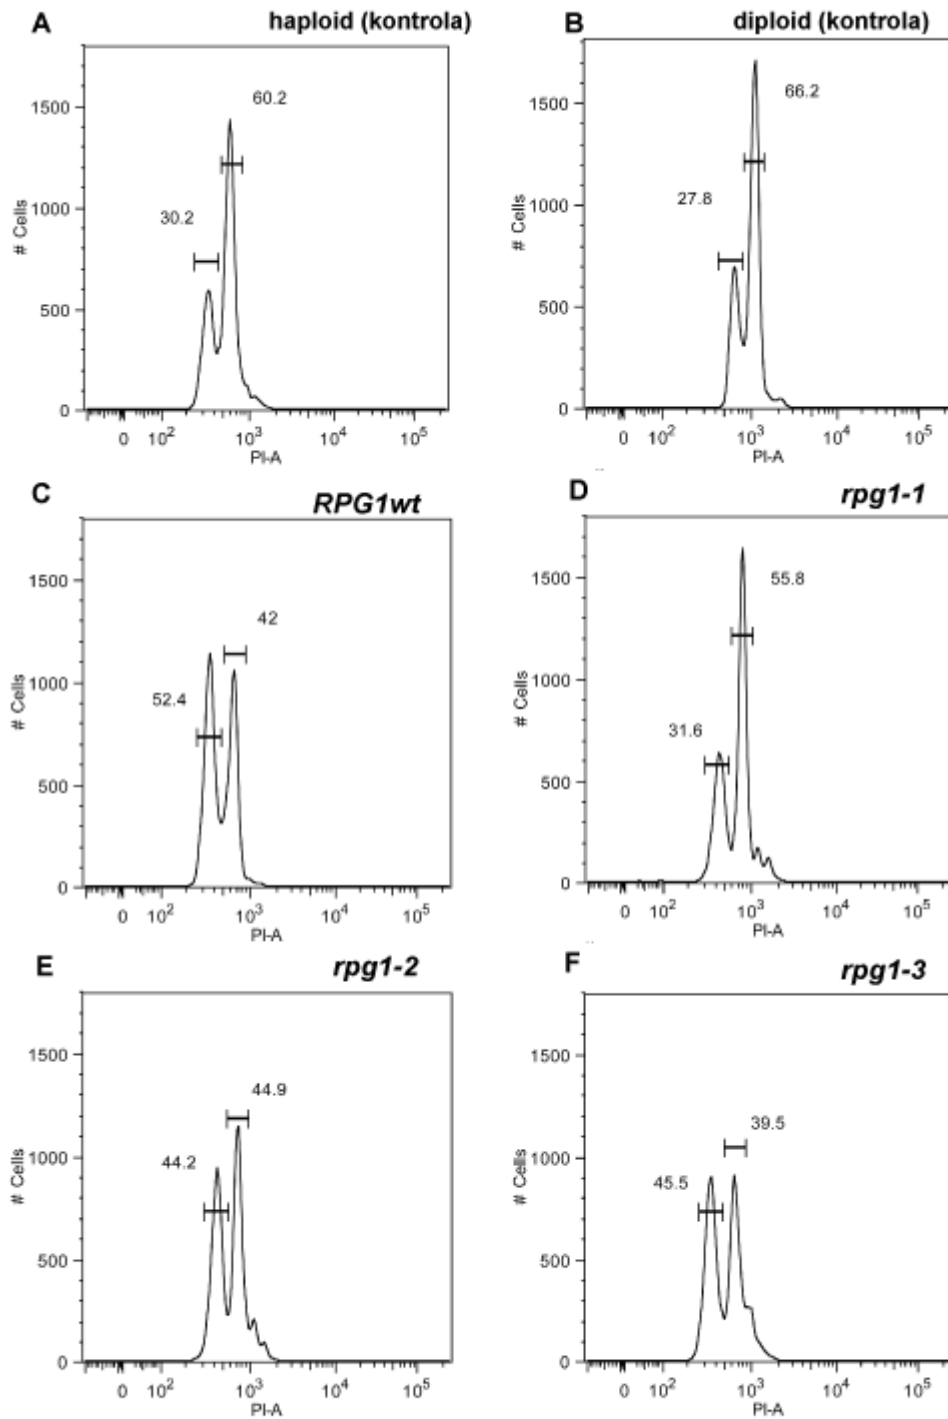 A haploid (kontrola)
1500
1000
500
0
# Cells
60.2
30.2
0 10² 10³ 10⁴ 10⁵
PI-A
B diploid (kontrola)
1500
1000
500
0
# Cells
66.2
27.8
0 10² 10³ 10⁴ 10⁵
PI-A
C RPG1wt
1500
1000
500
0
# Cells
42
52.4
0 10² 10³ 10⁴ 10⁵
PI-A
D rpg1-1
1500
1000
500
0
# Cells
55.8
31.6
0 10² 10³ 10⁴ 10⁵
PI-A
E rpg1-2
1500
1000
500
0
# Cells
44.9
44.2
0 10² 10³ 10⁴ 10⁵
PI-A
F rpg1-3
1500
1000
500
0
# Cells
39.5
45.5
0 10² 10³ 10⁴ 10⁵
PI-A